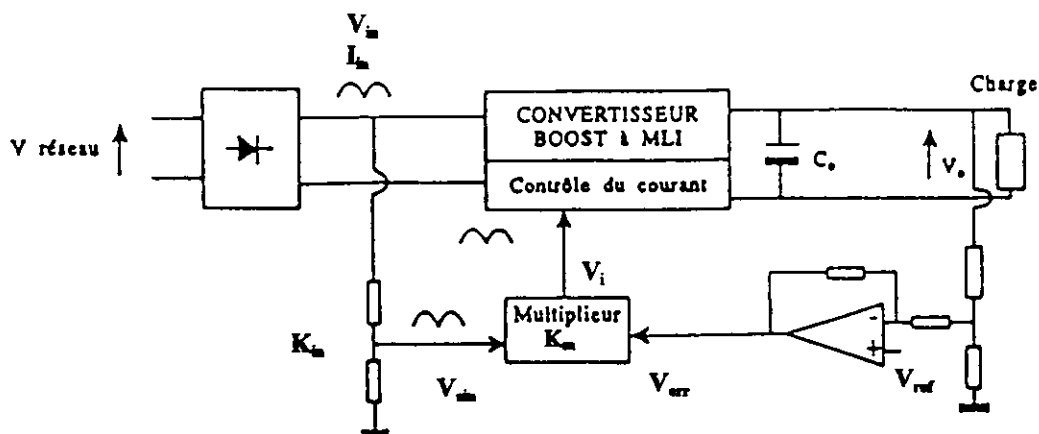 V_in
I_in
Charge
V réseau
CONVERTISSEUR
BOOST à MLI
Contrôle du courant
C_o
V_o
V_i
Multiplieur
K_m
K_in
V_sin
V_err
V_ref
-
+